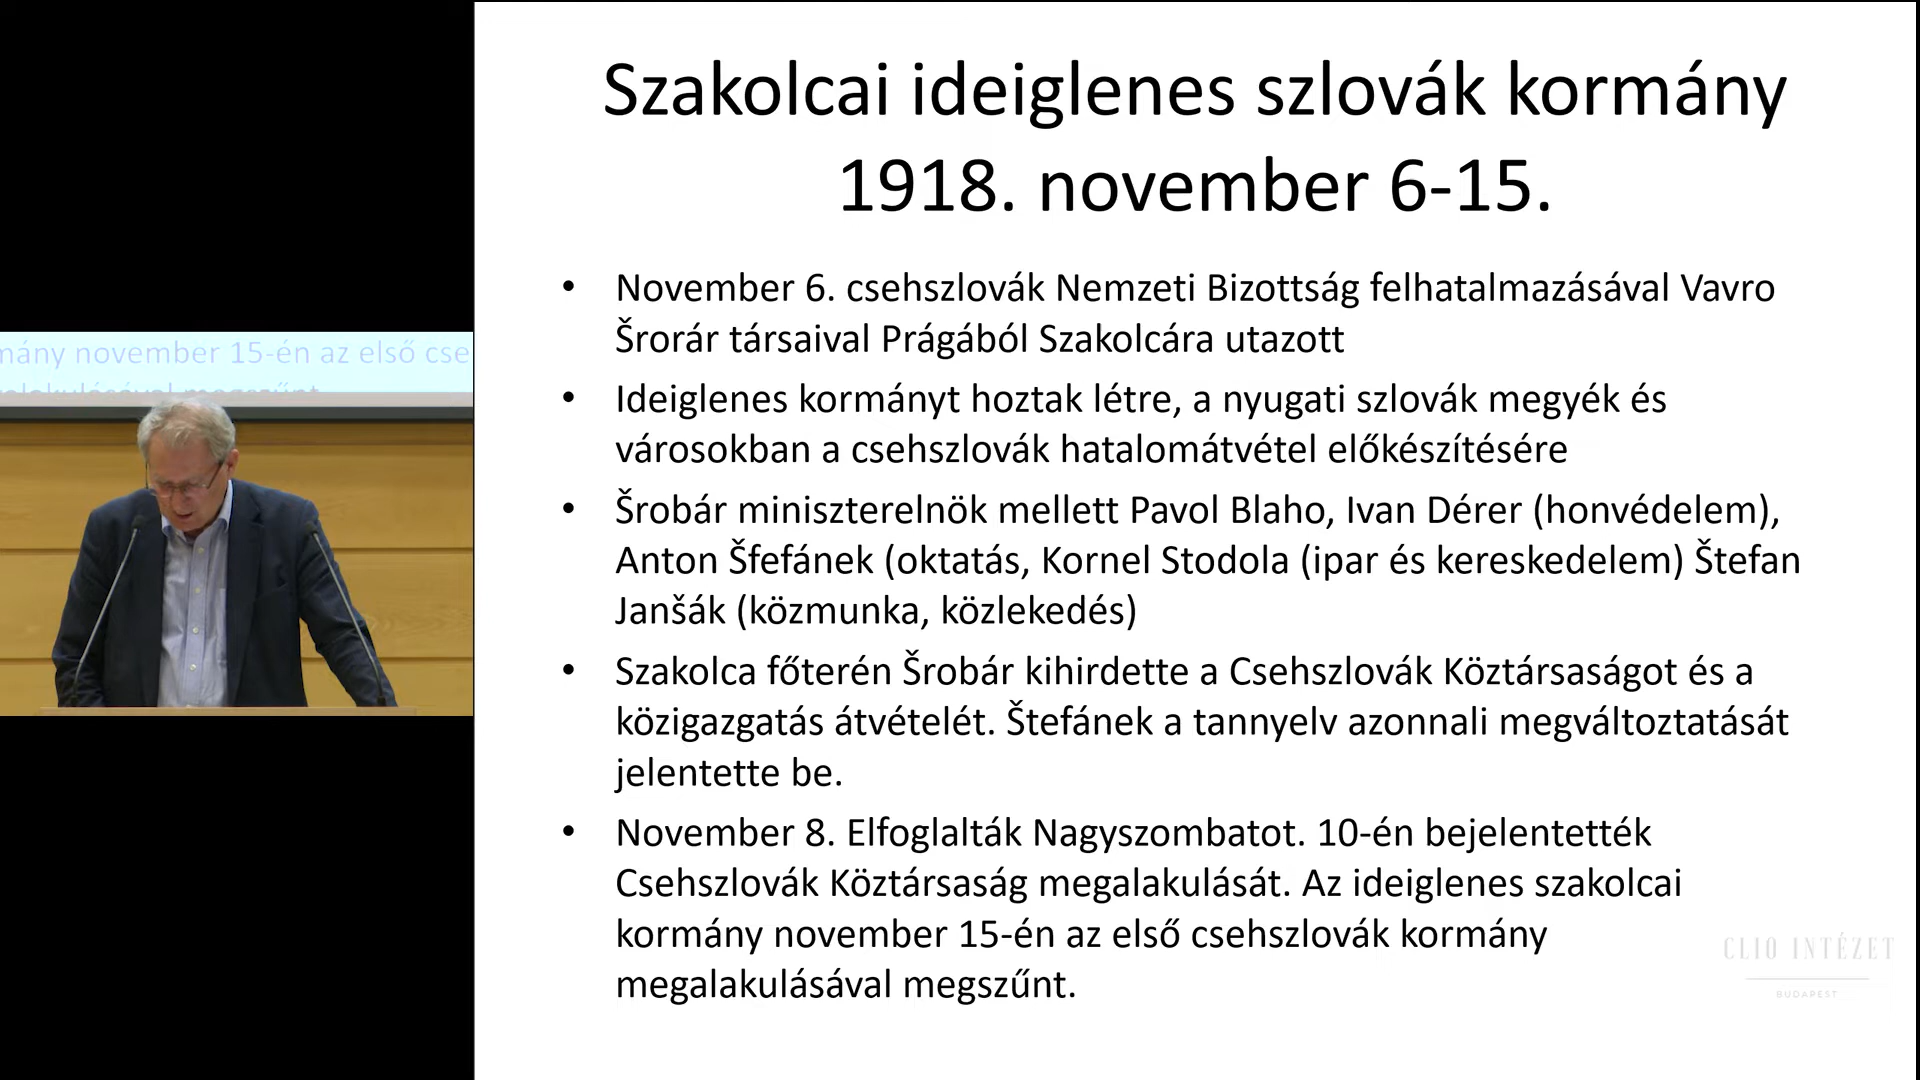 Szakolcai ideiglenes szlovák kormány
1918. november 6-15.
• November 6. csehszlovák Nemzeti Bizottság felhatalmazásával Vavro
Šrorár társaival Prágából Szakolcára utazott
• Ideiglenes kormányt hoztak létre, a nyugati szlovák megyék és
városokban a csehszlovák hatalomátvétel előkészítésére
• Šrobár miniszterelnök mellett Pavol Blaho, Ivan Dérer (honvédelem),
Anton Šfefánek (oktatás, Kornel Stodola (ipar és kereskedelem) Štefan
Janšák (közmunka, közlekedés)
• Szakolca főterén Šrobár kihirdette a Csehszlovák Köztársaságot és a
közigazgatás átvételét. Štefánek a tannyelv azonnali megváltoztatását
jelentette be.
• November 8. Elfoglalták Nagyszombatot. 10-én bejelentették
Csehszlovák Köztársaság megalakulását. Az ideiglenes szakolcai
kormány november 15-én az első csehszlovák kormány
megalakulásával megszűnt.
mány november 15-én az első cse
CLIO INTÉZET
BUDAPEST